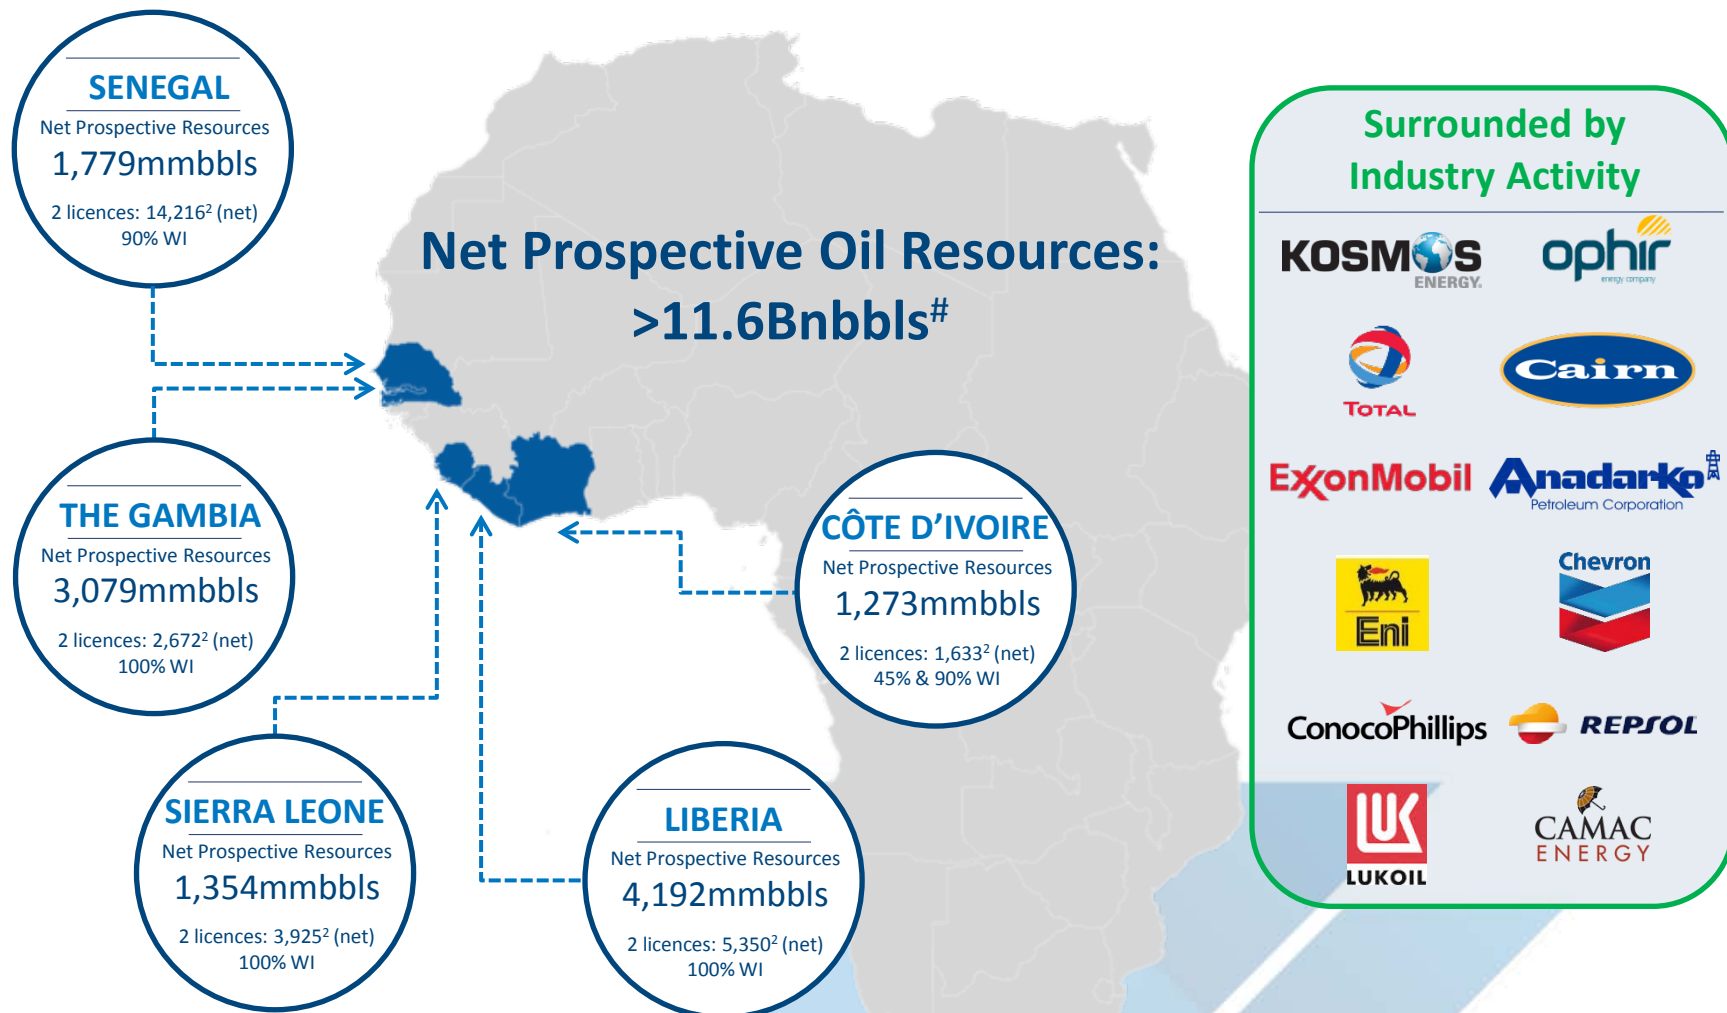 SENEGAL
Net Prospective Resources
1,779mmbbls
2 licences: 14,216² (net)
90% WI
Net Prospective Oil Resources:
>11.6Bnbbls#
THE GAMBIA
Net Prospective Resources
3,079mmbbls
2 licences: 2,672² (net)
100% WI
CÔTE D’IVOIRE
Net Prospective Resources
1,273mmbbls
2 licences: 1,633² (net)
45% & 90% WI
SIERRA LEONE
Net Prospective Resources
1,354mmbbls
2 licences: 3,925² (net)
100% WI
LIBERIA
Net Prospective Resources
4,192mmbbls
2 licences: 5,350² (net)
100% WI
Surrounded by
Industry Activity
KOSMOS
ENERGY.
ophir
energy company
TOTAL
Cairn
ExxonMobil
Anadarko
Petroleum Corporation
Eni
Chevron
ConocoPhillips
REPSOL
LUK
LUKOIL
CAMAC
ENERGY